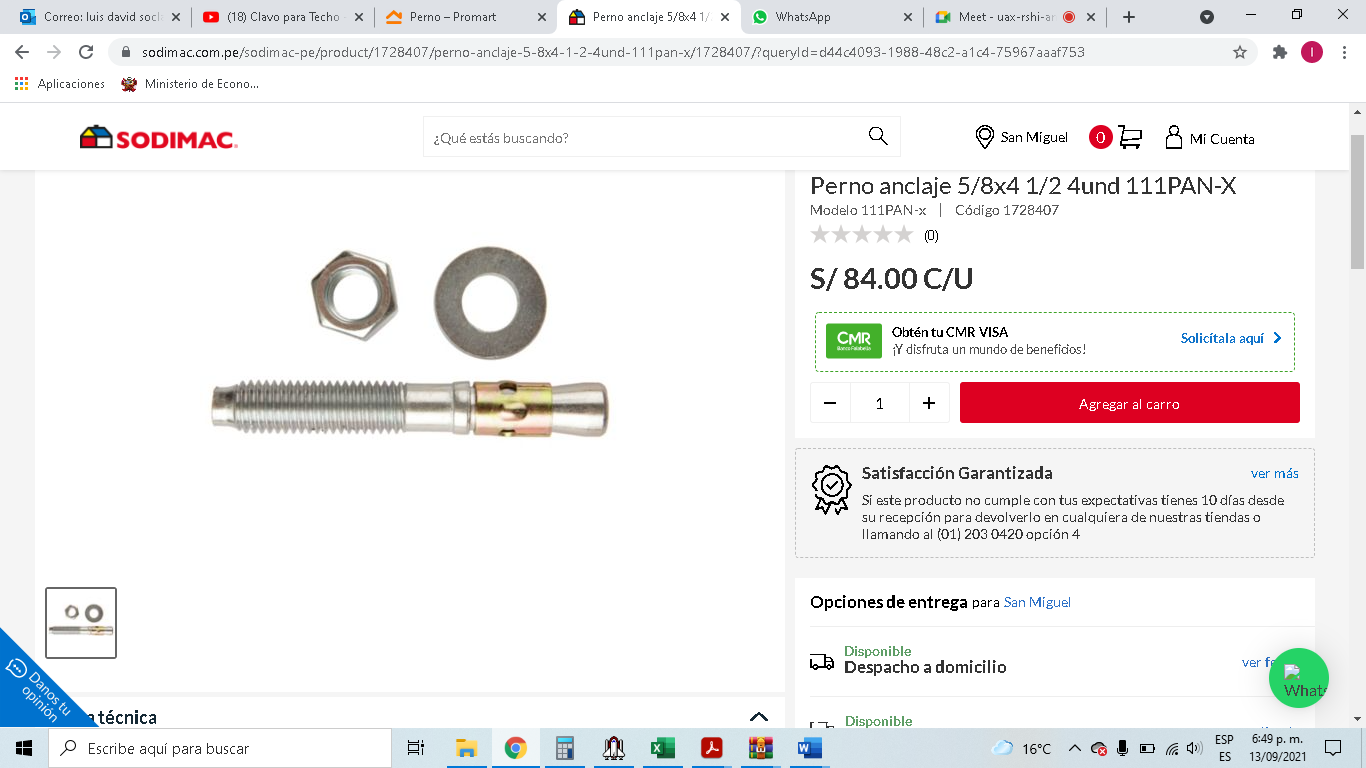 Correo: luis david socla
(18) Clavo para Techo -
Perno – Promart
Perno anclaje 5/8x4 1/
WhatsApp
Meet - uax-rshi-ar
sodimac.com.pe/sodimac-pe/product/1728407/perno-anclaje-5-8x4-1-2-4und-111pan-x/1728407/?queryId=d44c4093-1988-48c2-a1c4-75967aaaf753
I
Aplicaciones
Ministerio de Econo...
SODIMAC
¿Qué estás buscando?
San Miguel
0
Mi Cuenta
Perno anclaje 5/8x4 1/2 4und 111PAN-X
Modelo 111PAN-x | Código 1728407
(0)
S/ 84.00 C/U
CMR
Banco Falabella
Obtén tu CMR VISA
¡Y disfruta un mundo de beneficios!
Solicítala aquí
1
Agregar al carro
Satisfacción Garantizada
ver más
Si este producto no cumple con tus expectativas tienes 10 días desde
su recepción para devolverlo en cualquiera de nuestras tiendas o
llamando al (01) 203 0420 opción 4
Opciones de entrega para San Miguel
Disponible
Despacho a domicilio
ver fe
Whats
Disponible
Danos tu
opinión
a técnica
Escribe aquí para buscar
16°C
ESP
ES
6:49 p. m.
13/09/2021